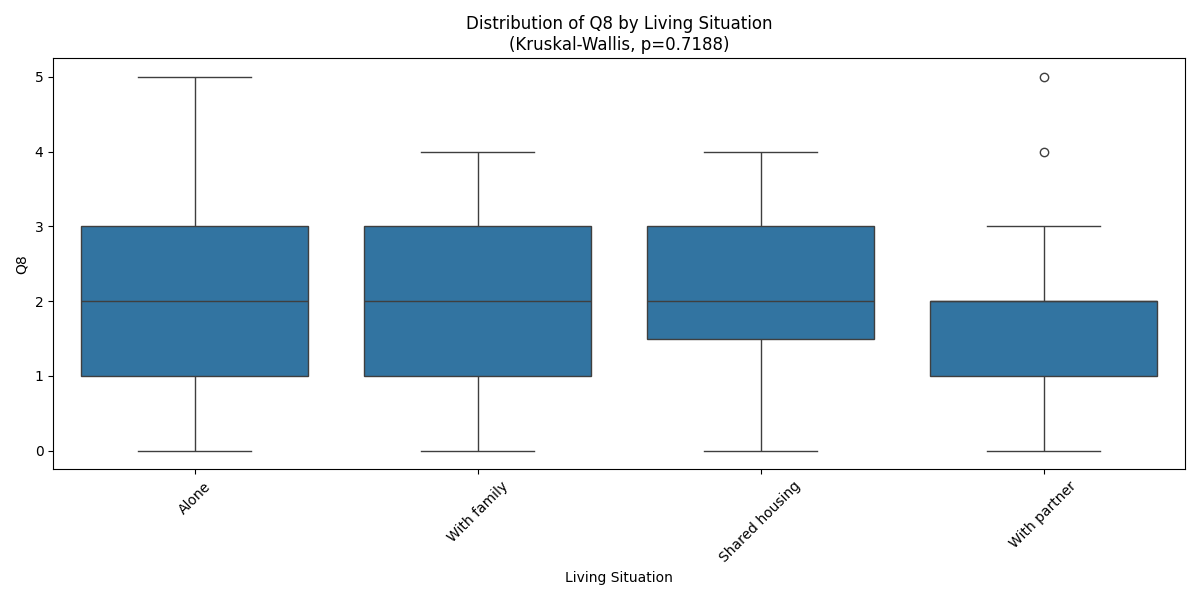 Distribution of Q8 by Living Situation
(Kruskal-Wallis, p=0.7188)
5
4
3
2
1
0
Q8
Alone
With family
Shared housing
With partner
Living Situation